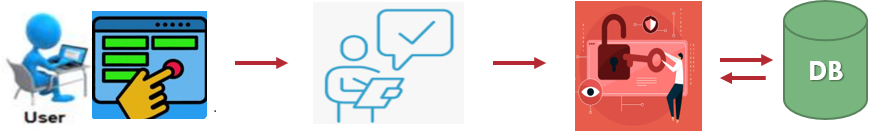 User
.
DB